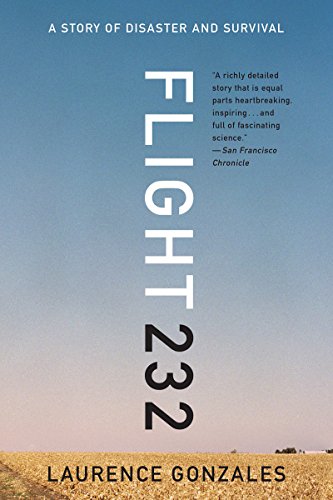 A STORY OF DISASTER AND SURVIVAL
"A richly detailed
story that is equal
parts heartbreaking,
inspiring...and
full of fascinating
science."
—San Francisco
Chronicle
FLIGHT 232
LAURENCE GONZALES